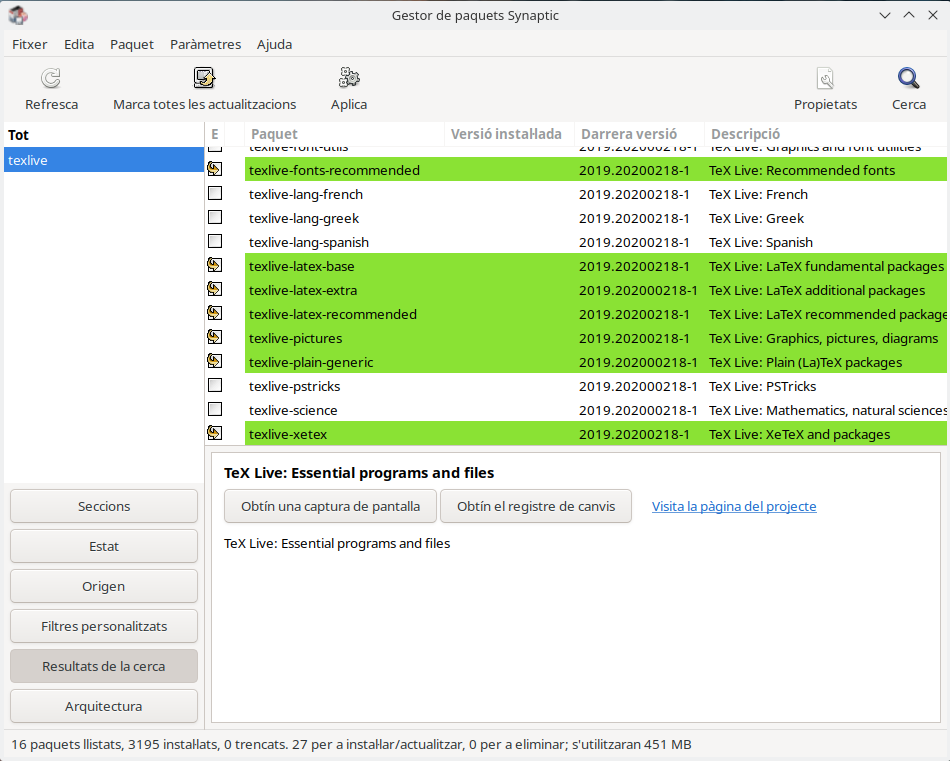 Gestor de paquets Synaptic
Fitxer Edita Paquet Paràmetres Ajuda
Refresca Marca totes les actualitzacions Aplica Propietats Cerca
Tot
texlive
E Paquet Versió instal·lada Darrera versió Descripció
texlive-font-utils 2019.20200218-1 TeX Live: Graphics and font utilities
texlive-fonts-recommended 2019.20200218-1 TeX Live: Recommended fonts
texlive-lang-french 2019.20200218-1 TeX Live: French
texlive-lang-greek 2019.20200218-1 TeX Live: Greek
texlive-lang-spanish 2019.20200218-1 TeX Live: Spanish
texlive-latex-base 2019.20200218-1 TeX Live: LaTeX fundamental packages
texlive-latex-extra 2019.202000218-1 TeX Live: LaTeX additional packages
texlive-latex-recommended 2019.20200218-1 TeX Live: LaTeX recommended package
texlive-pictures 2019.20200218-1 TeX Live: Graphics, pictures, diagrams
texlive-plain-generic 2019.202000218-1 TeX Live: Plain (La)TeX packages
texlive-pstricks 2019.20200218-1 TeX Live: PSTricks
texlive-science 2019.202000218-1 TeX Live: Mathematics, natural sciences
texlive-xetex 2019.20200218-1 TeX Live: XeTeX and packages
TeX Live: Essential programs and files
Obtín una captura de pantalla Obtín el registre de canvis Visita la pàgina del projecte
TeX Live: Essential programs and files
Seccions
Estat
Origen
Filtres personalitzats
Resultats de la cerca
Arquitectura
16 paquets llistats, 3195 instal·lats, 0 trencats. 27 per a instal·lar/actualitzar, 0 per a eliminar; s'utilitzaran 451 MB